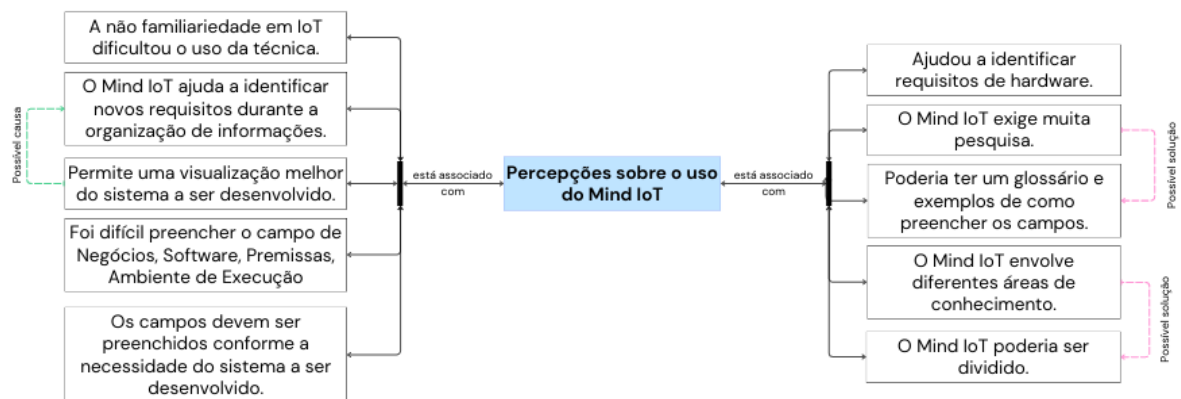 A não familiariedade em IoT
dificultou o uso da técnica.
O Mind IoT ajuda a identificar
novos requisitos durante a
organização de informações.
Possível causa
Permite uma visualização melhor
do sistema a ser desenvolvido.
Foi difícil preencher o campo de
Negócios, Software, Premissas,
Ambiente de Execução
Os campos devem ser
preenchidos conforme a
necessidade do sistema a ser
desenvolvido.
está associado
com
Percepções sobre o uso
do Mind IoT
está associado
com
Ajudou a identificar
requisitos de hardware.
O Mind IoT exige muita
pesquisa.
Possível solução
Poderia ter um glossário e
exemplos de como
preencher os campos.
O Mind IoT envolve
diferentes áreas de
conhecimento.
Possível solução
O Mind IoT poderia ser
dividido.